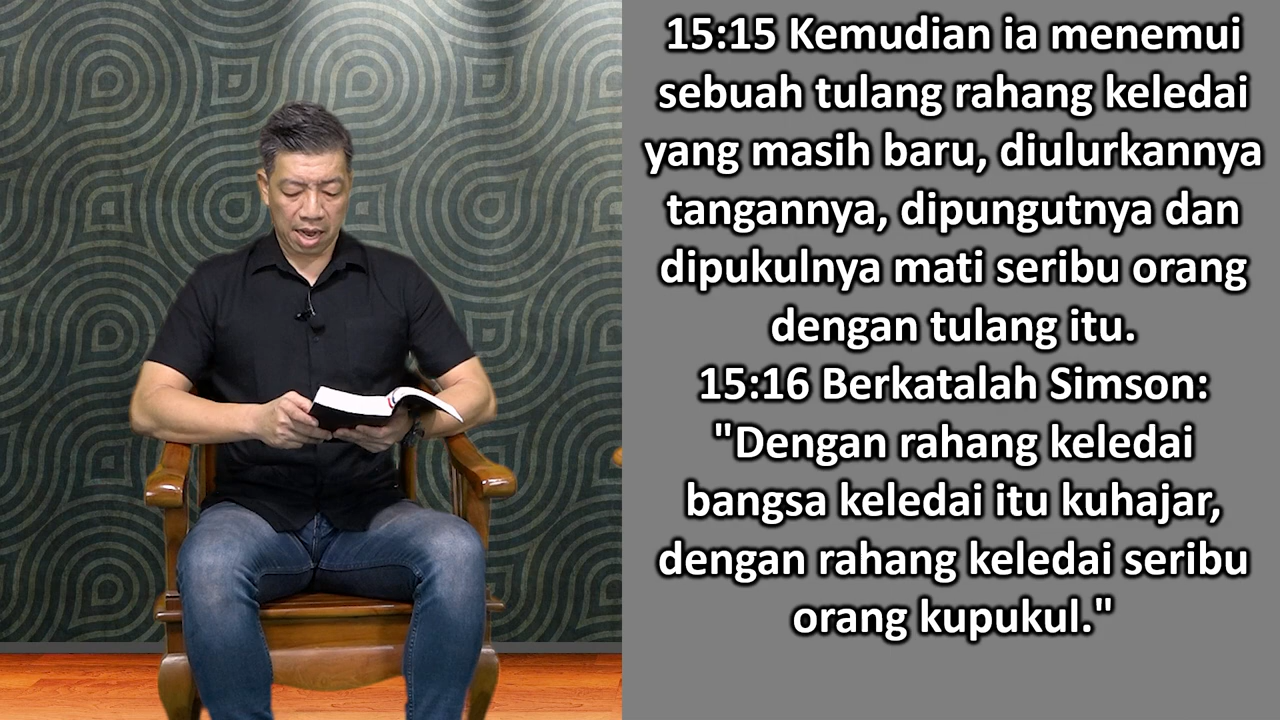 15:15 Kemudian ia menemui
sebuah tulang rahang keledai
yang masih baru, diulurkannya
tangannya, dipungutnya dan
dipukulnya mati seribu orang
dengan tulang itu.
15:16 Berkatalah Simson:
"Dengan rahang keledai
bangsa keledai itu kuhajar,
dengan rahang keledai seribu
orang kupukul."